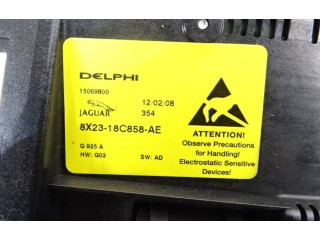 DELPHI
15069800
12/02/08
JAGUAR
354
8X23-18C858-AE
G 925 A
HW: G02
SW: AD
ATTENTION!
Observe Precautions
for Handling!
Electrostatic Sensitive
Devices!